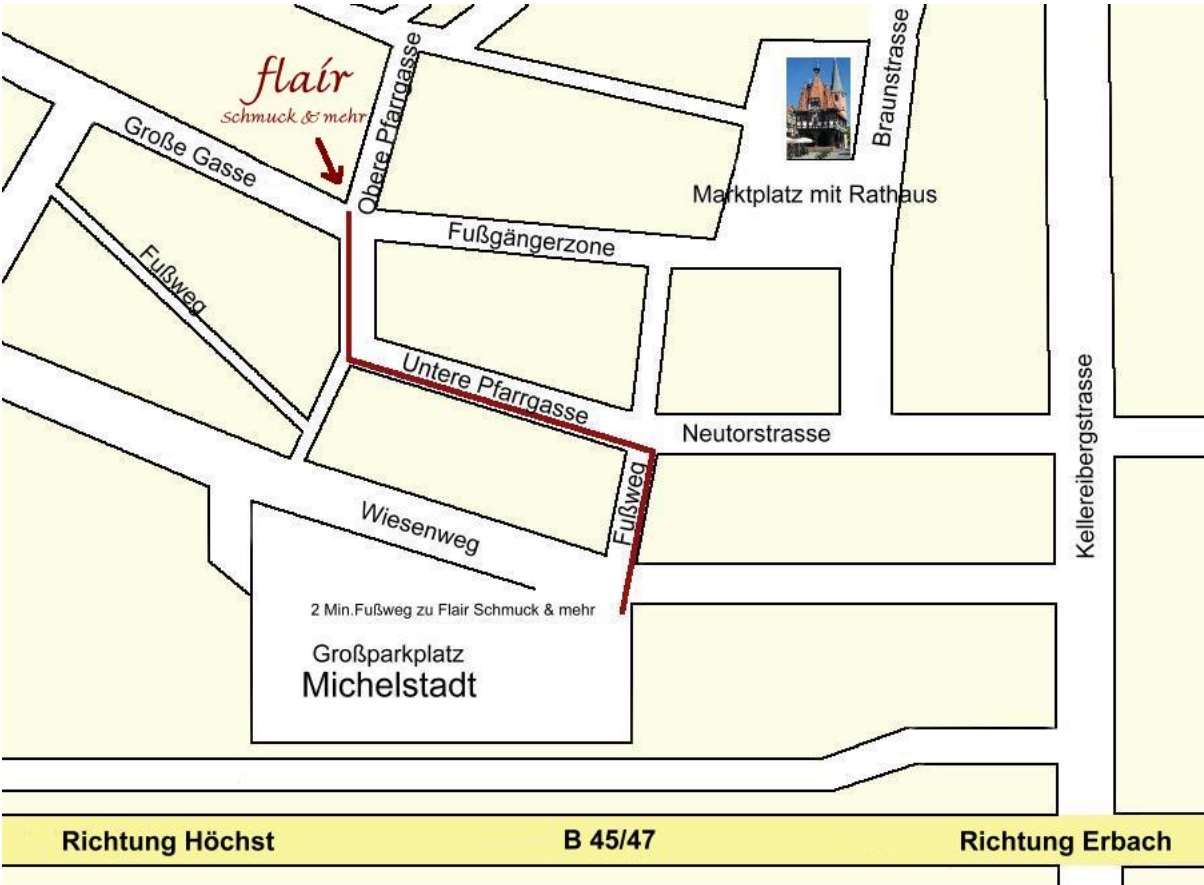 flair
schmuck & mehr
Obere Pfarrgasse
Braunstrasse
Große Gasse
Marktplatz mit Rathaus
Fußgängerzone
Fußweg
Untere Pfarrgasse
Neutorstrasse
Kellereibergstrasse
Fußweg
Wiesenweg
2 Min.Fußweg zu Flair Schmuck & mehr
Großparkplatz
Michelstadt
Richtung Höchst
B 45/47
Richtung Erbach